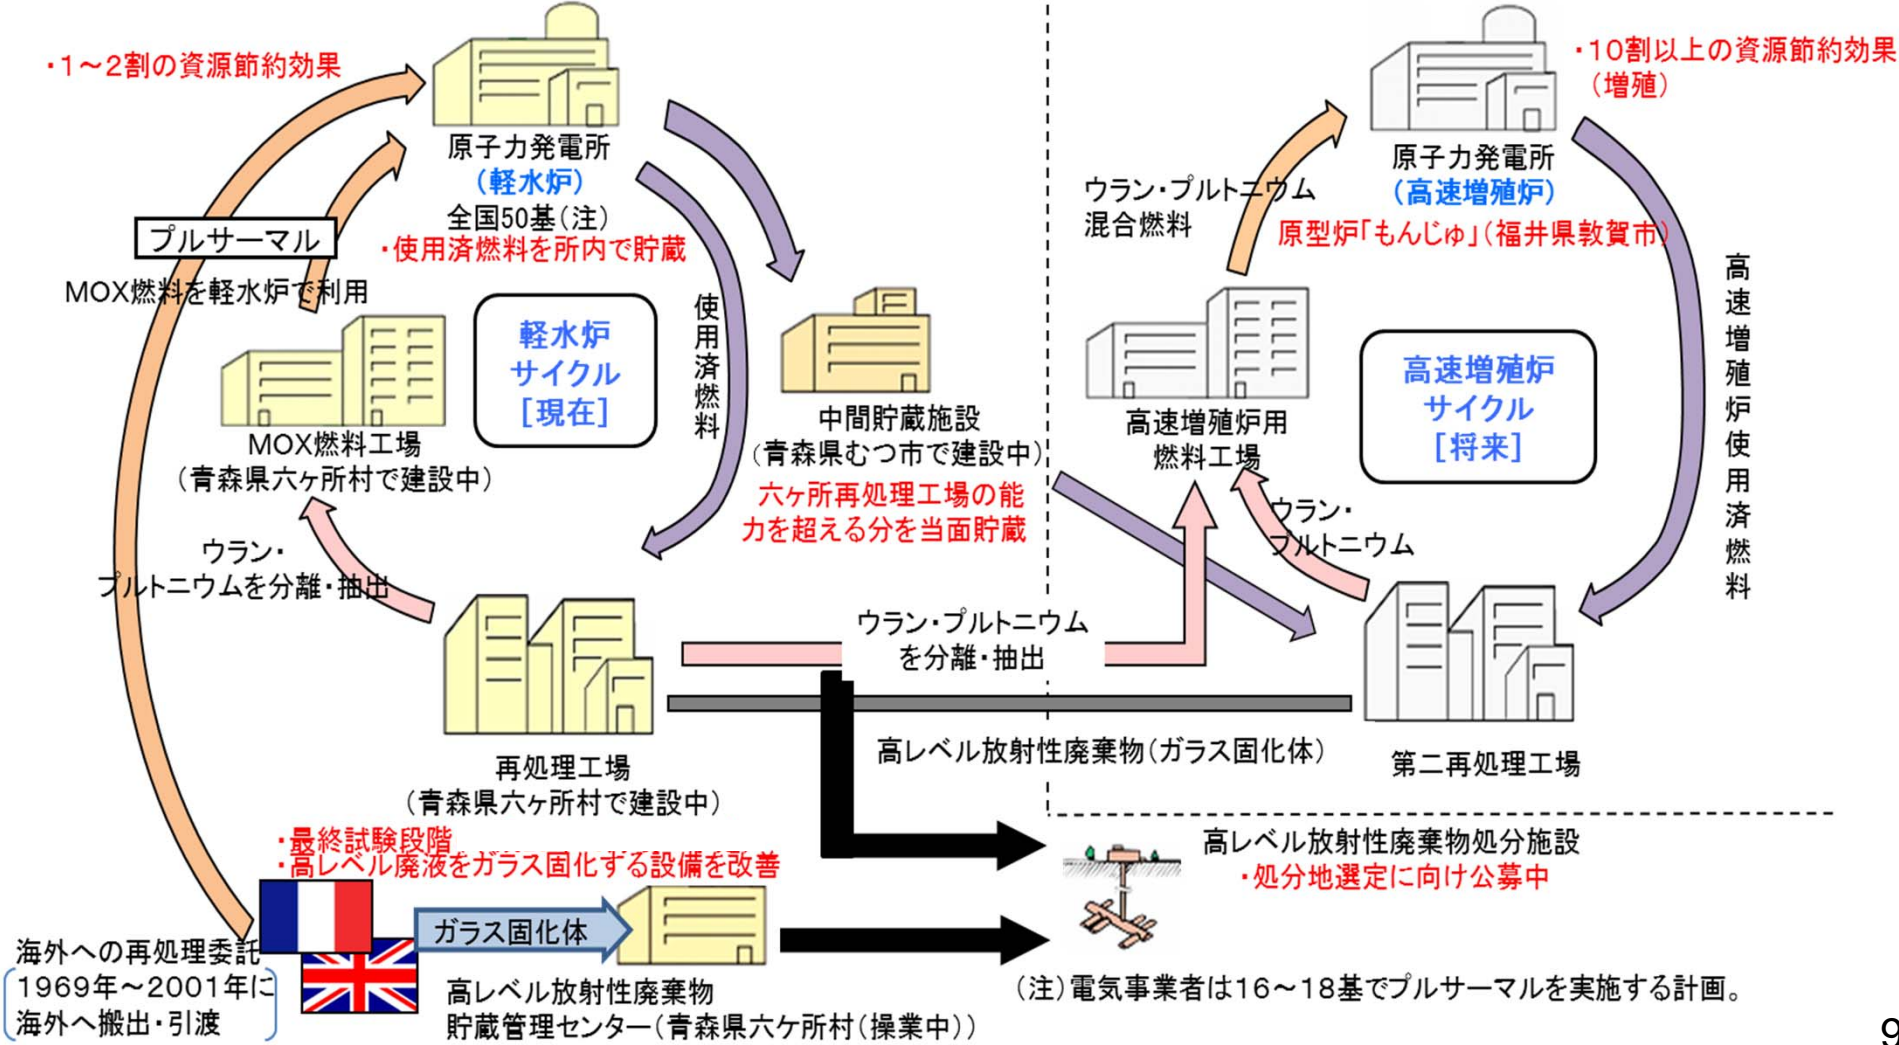 ・1～2割の資源節約効果
原子力発電所
（軽水炉）
全国50基（注）
・使用済燃料を所内で貯蔵
プルサーマル
MOX燃料を軽水炉で利用
軽水炉
サイクル
[現在]
使用済燃料
MOX燃料工場
（青森県六ヶ所村で建設中）
中間貯蔵施設
（青森県むつ市で建設中）
六ヶ所再処理工場の能
力を超える分を当面貯蔵
ウラン・
プルトニウムを分離・抽出
再処理工場
（青森県六ヶ所村で建設中）
・最終試験段階
・高レベル廃液をガラス固化する設備を改善
・10割以上の資源節約効果
（増殖）
原子力発電所
（高速増殖炉）
原型炉「もんじゅ」（福井県敦賀市）
ウラン・プルトニウム
混合燃料
高速増殖炉
サイクル
[将来]
高速増殖炉使用済燃料
高速増殖炉用
燃料工場
ウラン・
プルトニウム
ウラン・プルトニウム
を分離・抽出
高レベル放射性廃棄物（ガラス固化体）
第二再処理工場
高レベル放射性廃棄物処分施設
・処分地選定に向け公募中
ガラス固化体
海外への再処理委託
1969年～2001年に
海外へ搬出・引渡
高レベル放射性廃棄物
貯蔵管理センター（青森県六ケ所村（操業中））
（注）電気事業者は16～18基でプルサーマルを実施する計画。
9